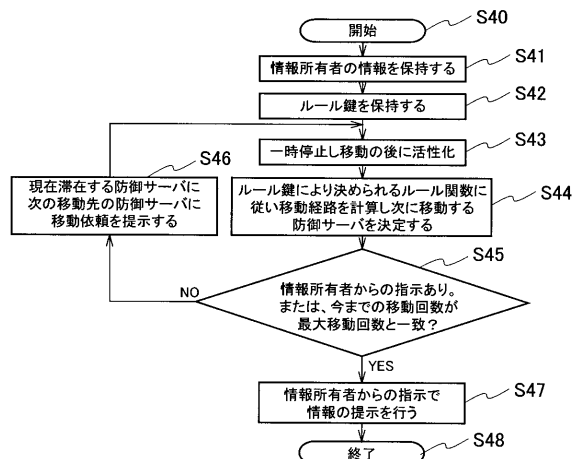 開始
S40
情報所有者の情報を保持する
S41
ルール鍵を保持する
S42
一時停止し移動の後に活性化
S43
S46
現在滞在する防御サーバに
次の移動先の防御サーバに
移動依頼を提示する
ルール鍵により決められるルール関数に
従い移動経路を計算し次に移動する
防御サーバを決定する
S44
S45
情報所有者からの指示あり。
または、今までの移動回数が
最大移動回数と一致？
NO
YES
情報所有者からの指示で
情報の提示を行う
S47
終了
S48